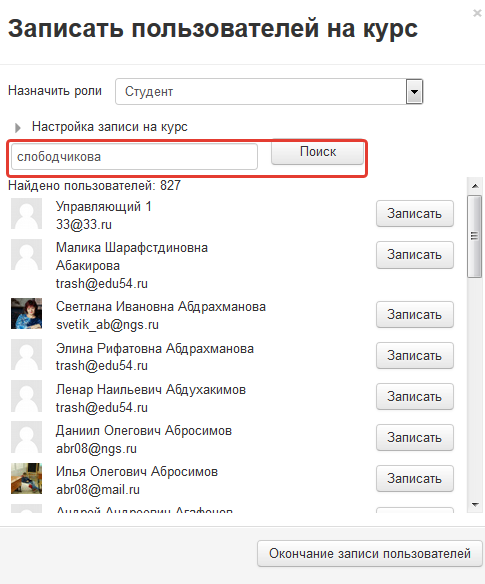 Записать пользователей на курс
Назначить роли Студент
Настройка записи на курс
слободчикова Поиск
Найдено пользователей: 827
Управляющий 1
33@33.ru
Записать
Малика Шарафстдиновна
Абакирова
trash@edu54.ru
Записать
Светлана Ивановна Абдрахманова
svetik_ab@ngs.ru
Записать
Элина Рифатовна Абдрахманова
trash@edu54.ru
Записать
Ленар Наильевич Абдухакимов
trash@edu54.ru
Записать
Даниил Олегович Абросимов
abr08@ngs.ru
Записать
Илья Олегович Абросимов
abr08@mail.ru
Записать
Андрей Андреевич Агафонов
Окончание записи пользователей